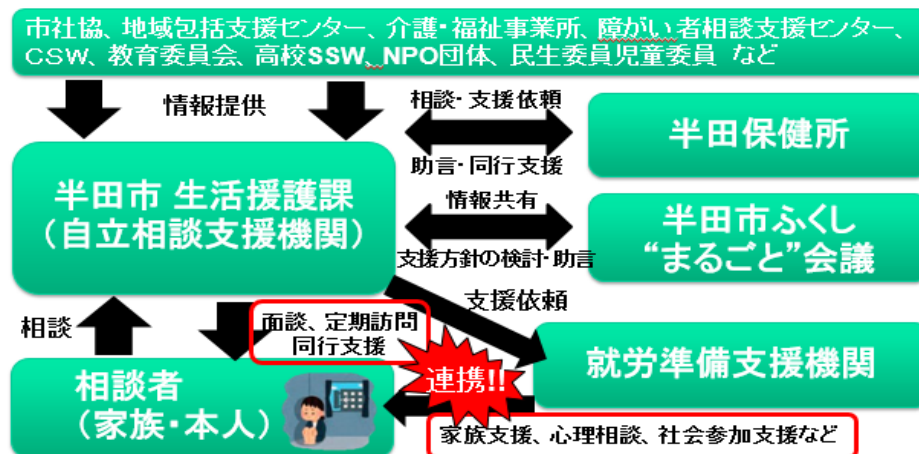 市社協、地域包括支援センター、介護・福祉事業所、障がい者相談支援センター、
CSW、教育委員会、高校SSW、NPO団体、民生委員児童委員 など
情報提供
相談・支援依頼
助言・同行支援
半田保健所
半田市 生活援護課
（自立相談支援機関）
情報共有
支援方針の検討・助言
半田市ふくし
“まるごと”会議
支援依頼
相談
面談、定期訪問
同行支援
連携!!
就労準備支援機関
相談者
（家族・本人）
家族支援、心理相談、社会参加支援など